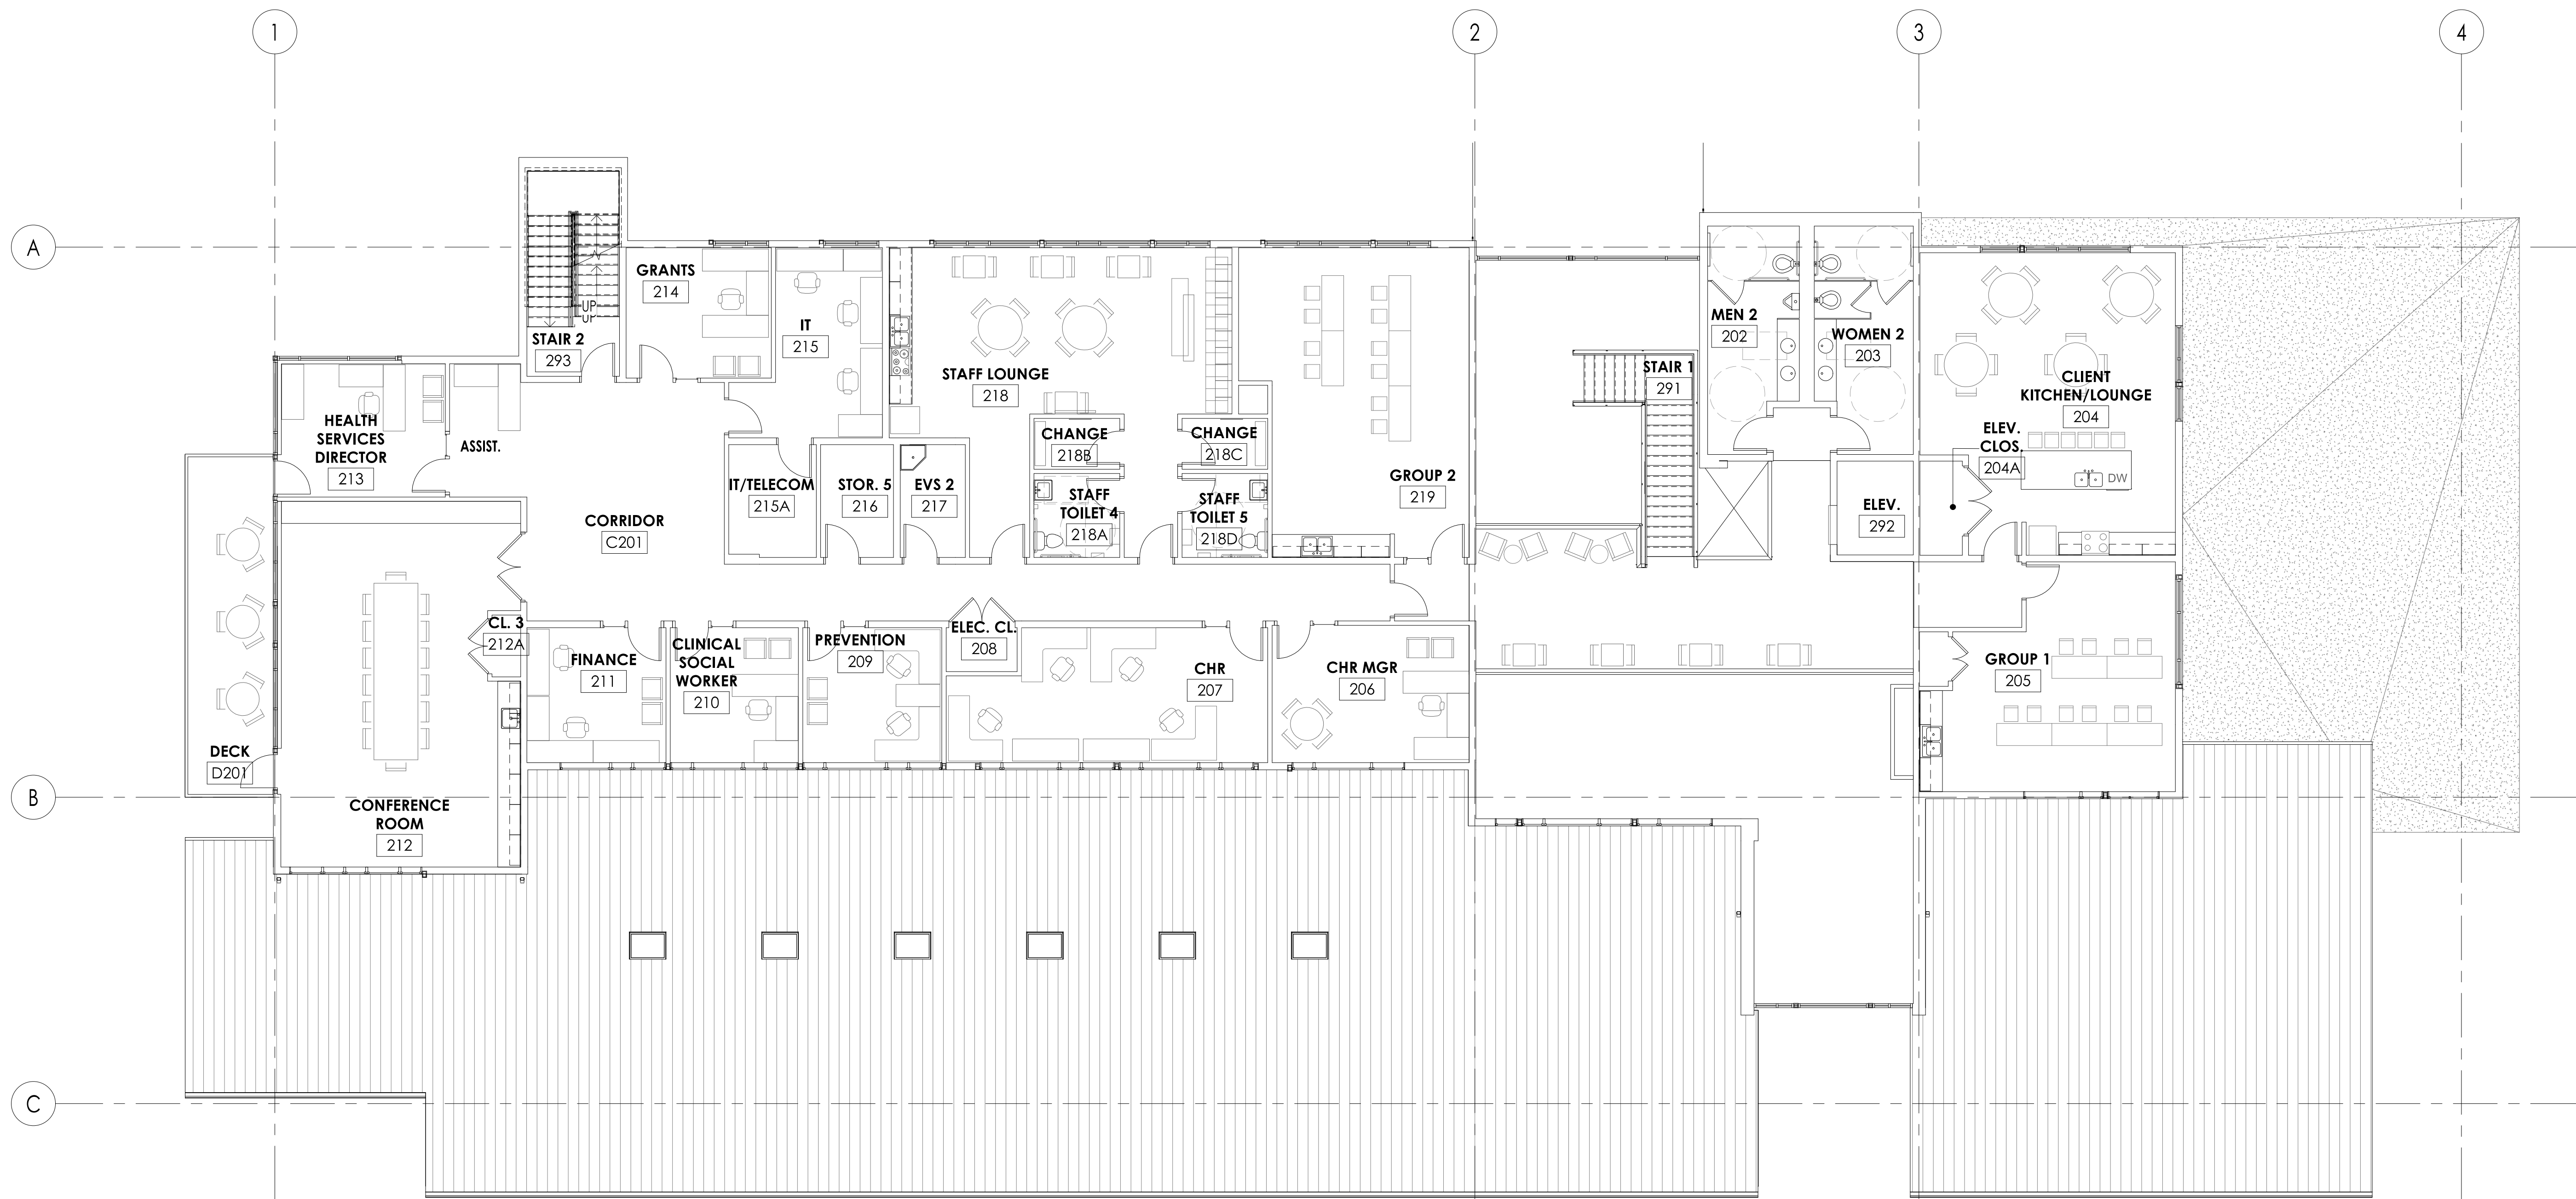 1
2
3
4
A
B
C
UP
UP
STAIR 2
293
GRANTS
214
IT
215
STAFF LOUNGE
218
CHANGE
218B
CHANGE
218C
STAFF
TOILET 4
218A
STAFF
TOILET 5
218D
GROUP 2
219
STAIR 1
291
MEN 2
202
WOMEN 2
203
CLIENT
KITCHEN/LOUNGE
204
ELEV.
CLOS.
204A
DW
ELEV.
292
HEALTH
SERVICES
DIRECTOR
213
ASSIST.
IT/TELECOM
215A
STOR. 5
216
EVS 2
217
CORRIDOR
C201
CL. 3
212A
FINANCE
211
CLINICAL
SOCIAL
WORKER
210
PREVENTION
209
ELEC. CL.
208
CHR
207
CHR MGR
206
GROUP 1
205
DECK
D201
CONFERENCE
ROOM
212